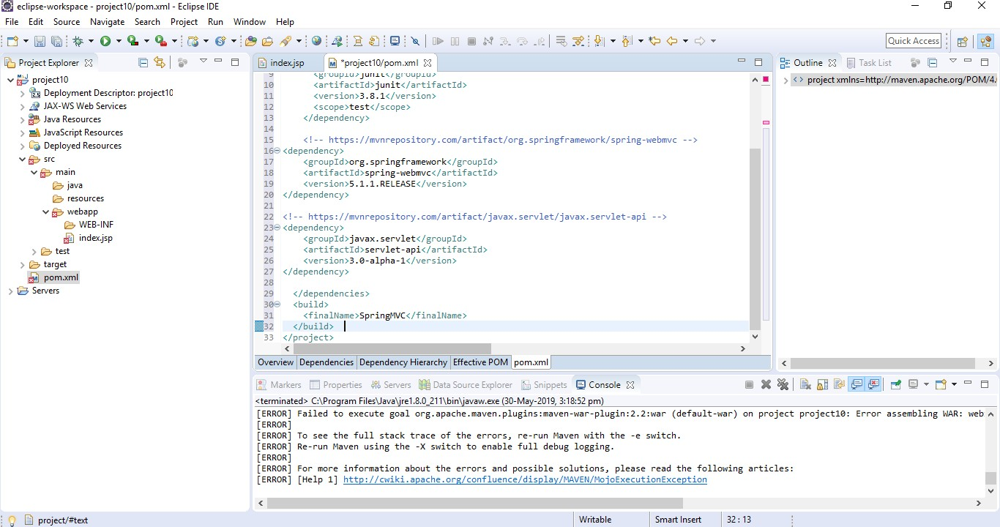 eclipse-workspace - project10/pom.xml - Eclipse IDE
File Edit Source Navigate Search Project Run Window Help
Quick Access
Project Explorer
index.jsp
*project10/pom.xml
Outline
Task List
project10
Deployment Descriptor: project10
JAX-WS Web Services
Java Resources
JavaScript Resources
Deployed Resources
src
main
java
resources
webapp
WEB-INF
index.jsp
test
target
pom.xml
Servers
9 <groupId>junit</groupId>
10 <artifactId>junit</artifactId>
11 <version>3.8.1</version>
12 <scope>test</scope>
13 </dependency>
14
15 <!-- https://mvnrepository.com/artifact/org.springframework/spring-webmvc -->
16 <dependency>
17 <groupId>org.springframework</groupId>
18 <artifactId>spring-webmvc</artifactId>
19 <version>5.1.1.RELEASE</version>
20 </dependency>
21
22 <!-- https://mvnrepository.com/artifact/javax.servlet/javax.servlet-api -->
23 <dependency>
24 <groupId>javax.servlet</groupId>
25 <artifactId>servlet-api</artifactId>
26 <version>3.0-alpha-1</version>
27 </dependency>
28
29 </dependencies>
30 <build>
31 <finalName>SpringMVC</finalName>
32 </build>
33 </project>
project xmlns=http://maven.apache.org/POM/4.
Overview Dependencies Dependency Hierarchy Effective POM pom.xml
Markers Properties Servers Data Source Explorer Snippets Console
<terminated> C:\Program Files\Java\jre1.8.0_211\bin\javaw.exe (30-May-2019, 3:18:52 pm)
[ERROR] Failed to execute goal org.apache.maven.plugins:maven-war-plugin:2.2:war (default-war) on project project10: Error assembling WAR: web
[ERROR]
[ERROR] To see the full stack trace of the errors, re-run Maven with the -e switch.
[ERROR] Re-run Maven using the -X switch to enable full debug logging.
[ERROR]
[ERROR] For more information about the errors and possible solutions, please read the following articles:
[ERROR] [Help 1] http://cwiki.apache.org/confluence/display/MAVEN/MojoExecutionException
project/#text
Writable
Smart Insert
32 : 13